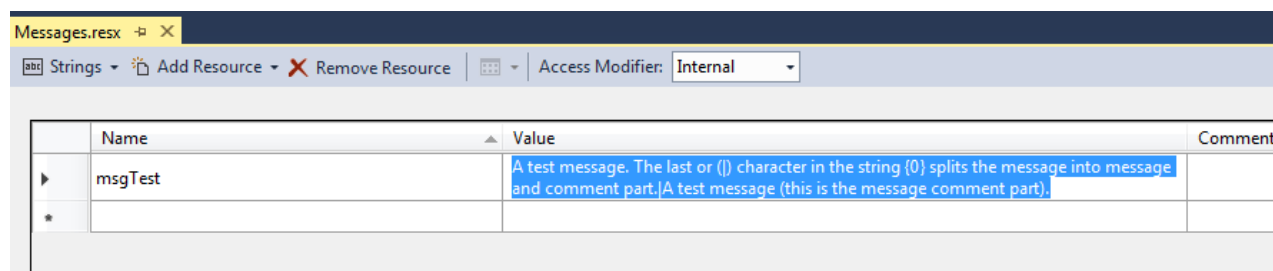 Messages.resx
abc Strings Add Resource Remove Resource Access Modifier: Internal
Name Value Comment
msgTest
A test message. The last or (|) character in the string {0} splits the message into message
and comment part.|A test message (this is the message comment part).
*